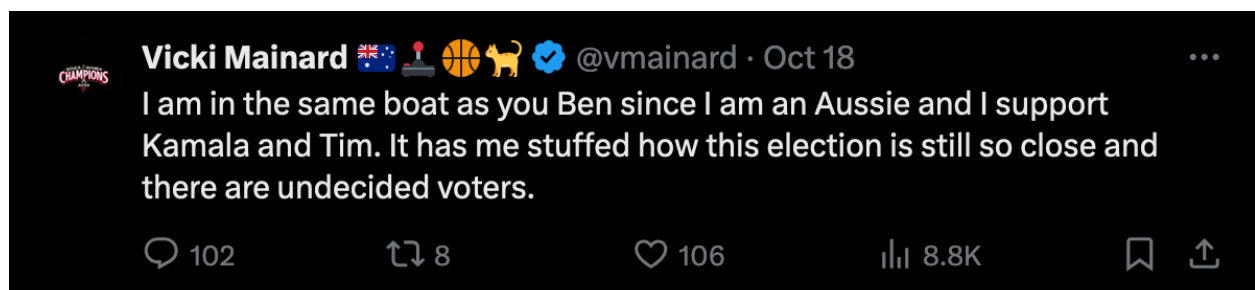 Vicki Mainard 🇦🇺🕹️🏀🐈 @vmainard · Oct 18
I am in the same boat as you Ben since I am an Aussie and I support
Kamala and Tim. It has me stuffed how this election is still so close and
there are undecided voters.
102 8 106 8.8K
CHAMPIONS